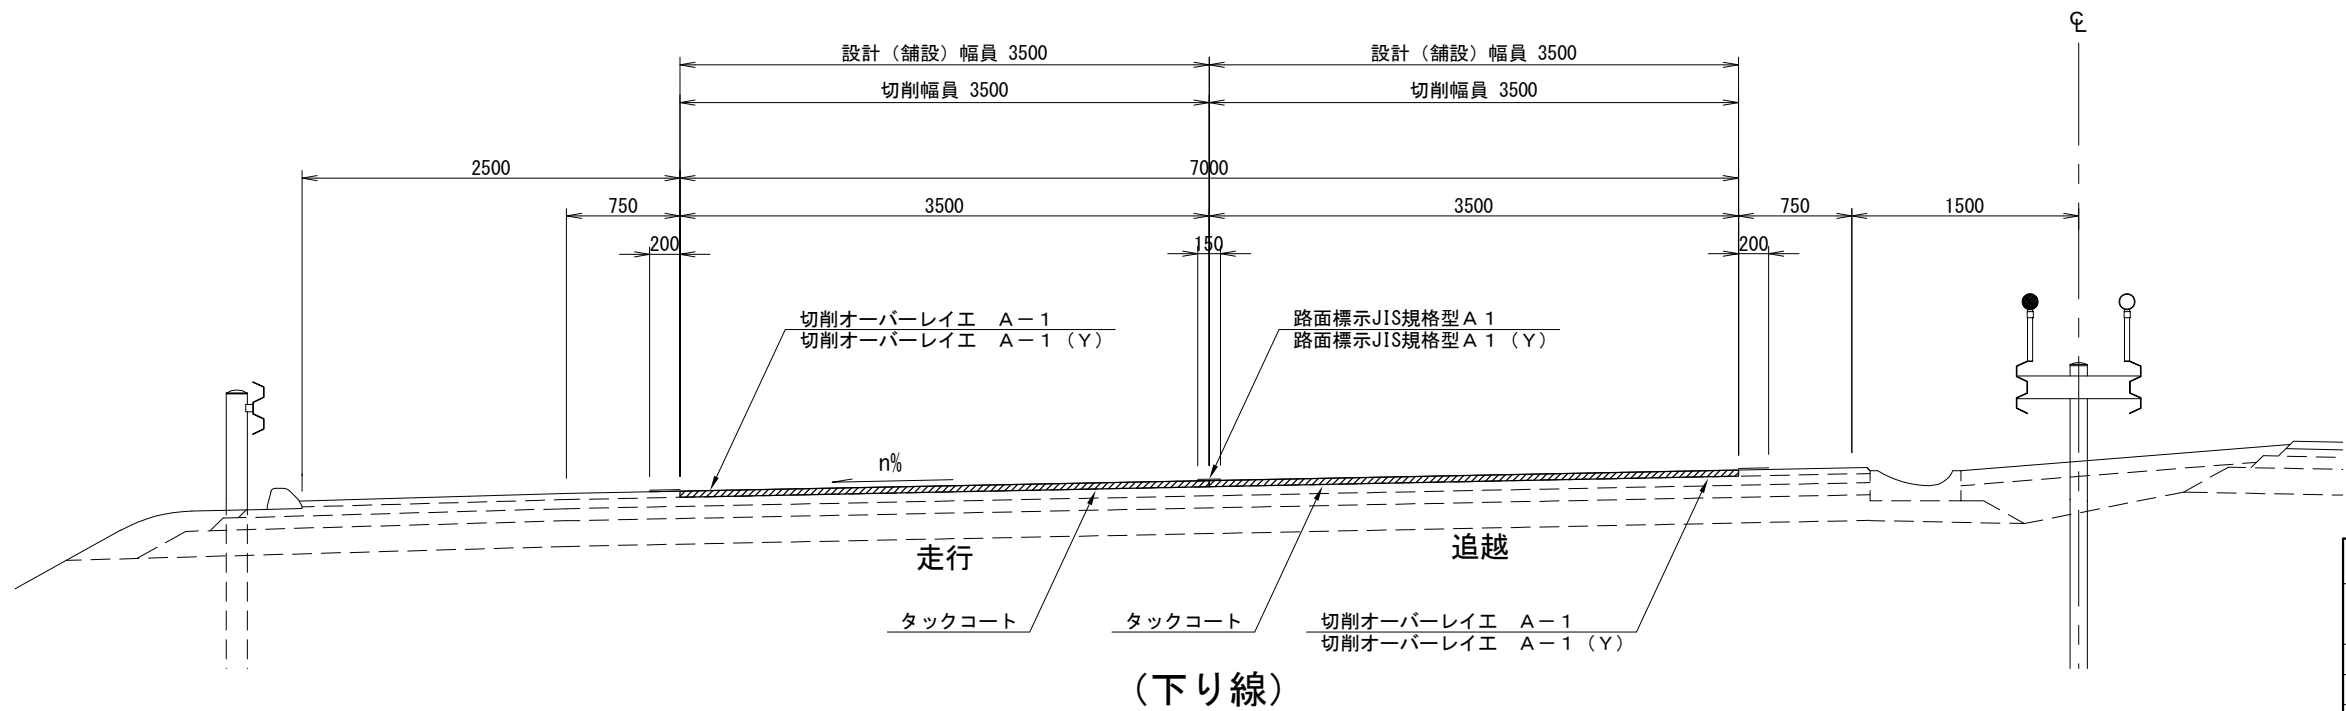 ℄
設計（舗設）幅員 3500
設計（舗設）幅員 3500
切削幅員 3500
切削幅員 3500
2500
7000
750
3500
3500
750
1500
200
150
200
切削オーバーレイ工　Ａ－１
切削オーバーレイ工　Ａ－１（Ｙ）
路面標示JIS規格型Ａ１
路面標示JIS規格型Ａ１（Ｙ）
n%
走行
追越
タックコート
タックコート
切削オーバーレイ工　Ａ－１
切削オーバーレイ工　Ａ－１（Ｙ）
（下り線）